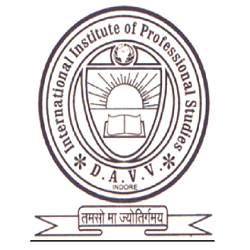 International Institute of Professional Studies
* D.A.V.V. *
INDORE
तमसो मा ज्योतिर्गमय